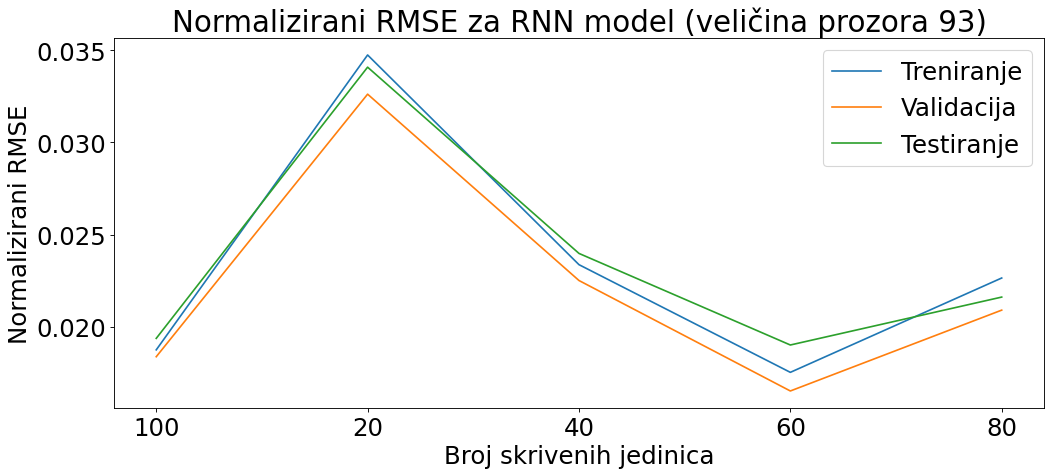 Normalizirani RMSE za RNN model (veličina prozora 93)
Normalizirani RMSE
0.035
0.030
0.025
0.020
Treniranje
Validacija
Testiranje
100 20 40 60 80
Broj skrivenih jedinica